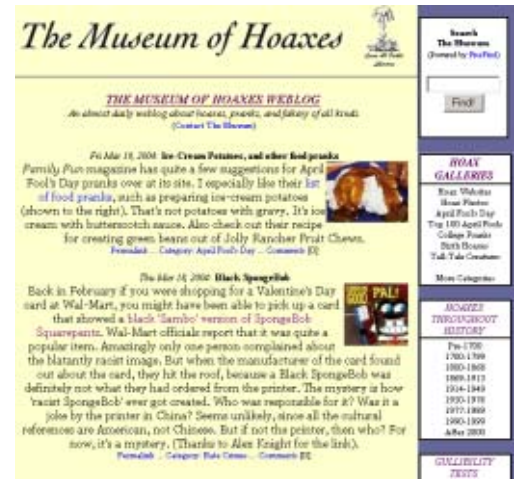 The Museum of Hoaxes
THE MUSEUM OF HOAXES WEBLOG
An almost daily weblog about hoaxes, pranks, and fakery of all kinds.
(Contact The Museum)
Fri Mar 19, 2004: Ice-Cream Potatoes, and other food pranks
Family Fun magazine has quite a few suggestions for April
Fool's Day pranks over at its site. I especially like their list
of food pranks, such as preparing ice-cream potatoes
(shown to the right). That's not potatoes with gravy. It's ice
cream with butterscotch sauce. Also check out their recipe
for creating green beans out of Jolly Rancher Fruit Chews.
Permalink ... Category: April Fool's Day ... Comments [0]
Thu Mar 18, 2004: Black SpongeBob
Back in February if you were shopping for a Valentine's Day
card at Wal-Mart, you might have been able to pick up a card
that showed a black 'Sambo' version of SpongeBob
Squarepants. Wal-Mart officials report that it was quite a
popular item. Amazingly only one person complained about
the blatantly racist image. But when the manufacturer of the card found
out about the card, they hit the roof, because a Black SpongeBob was
definitely not what they had ordered from the printer. The mystery is how
'racist SpongeBob' ever got created. Who was responsible for it? Was it a
joke by the printer in China? Seems unlikely, since all the cultural
references are American, not Chinese. But if not the printer, then who? For
now, it's a mystery. (Thanks to Alex Knight for the link).
Permalink ... Category: Hate Crimes ... Comments [0]
PAL!
Search
The Museum
(Powered by PicoFind)
Find!
HOAX
GALLERIES
Hoax Websites
Hoax Photos
April Fool's Day
Top 100 April Fools
College Pranks
Birth Hoaxes
Tall-Tale Creatures
More Categories
HOAXES
THROUGHOUT
HISTORY
Pre-1700
1700-1799
1800-1868
1869-1913
1914-1949
1950-1976
1977-1989
1990-1999
After 2000
GULLIBILITY
TESTS